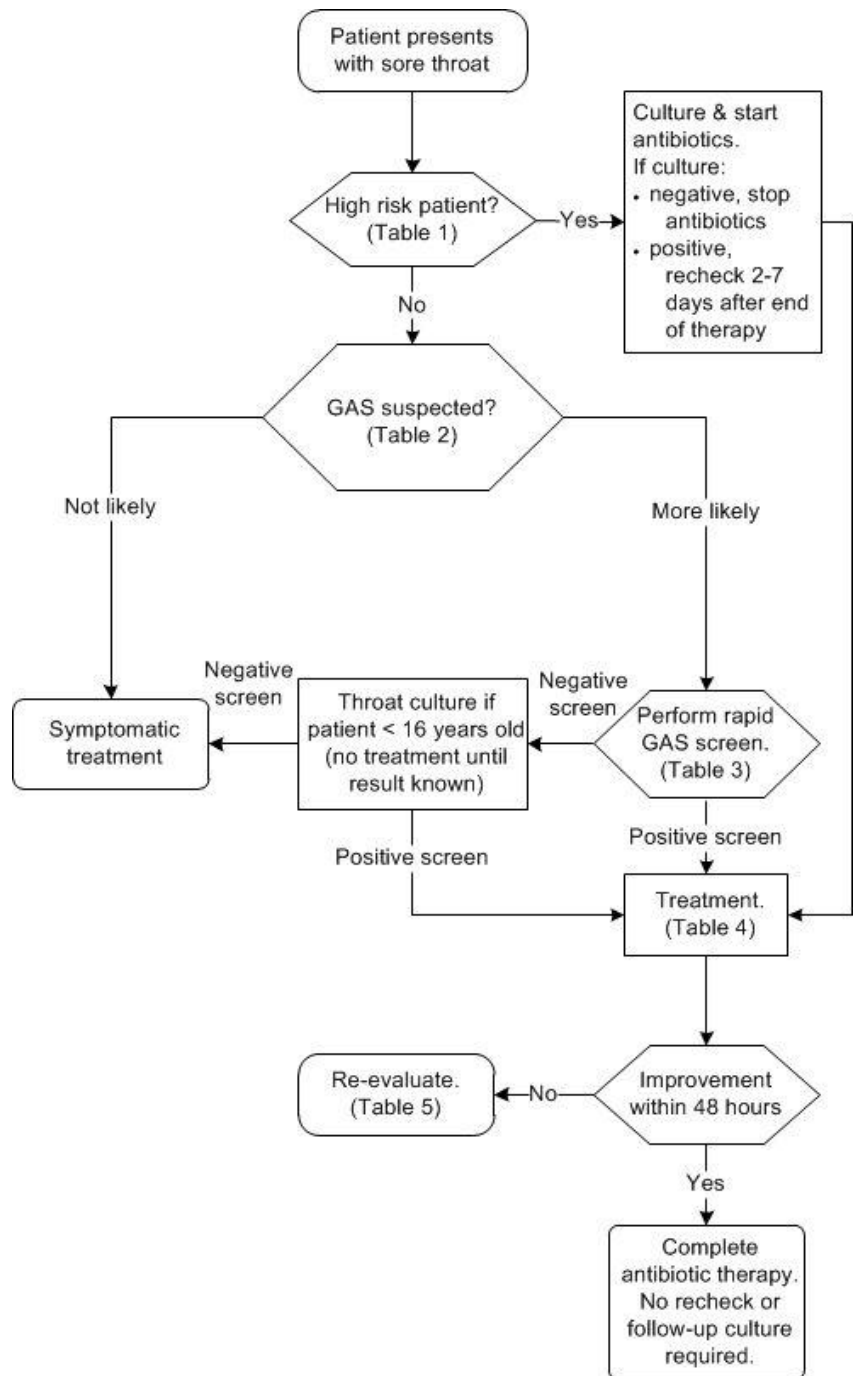 Patient presents
with sore throat
Culture & start
antibiotics.
If culture:
• negative, stop
antibiotics
• positive,
recheck 2-7
days after end
of therapy
High risk patient?
(Table 1)
Yes
No
GAS suspected?
(Table 2)
Not likely
More likely
Negative
screen
Throat culture if
patient < 16 years old
(no treatment until
result known)
Negative
screen
Perform rapid
GAS screen.
(Table 3)
Symptomatic
treatment
Positive screen
Positive screen
Treatment.
(Table 4)
Re-evaluate.
(Table 5)
No
Improvement
within 48 hours
Yes
Complete
antibiotic therapy.
No recheck or
follow-up culture
required.